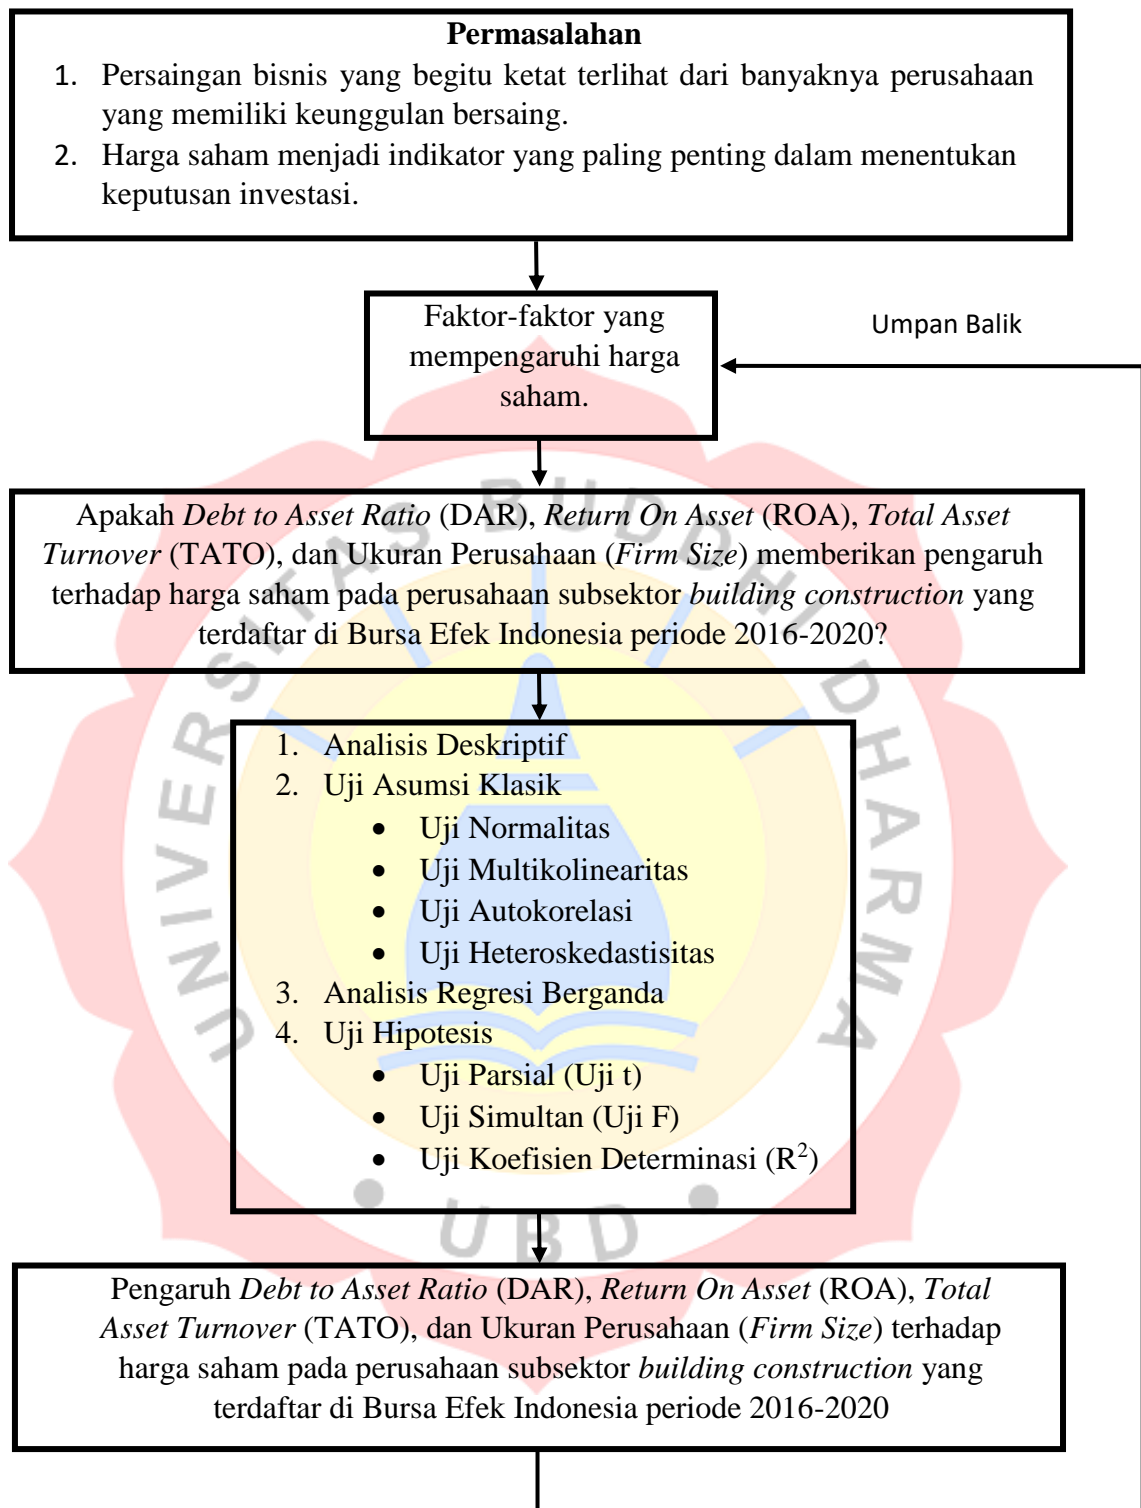 Permasalahan
1. Persaingan bisnis yang begitu ketat terlihat dari banyaknya perusahaan
yang memiliki keunggulan bersaing.
2. Harga saham menjadi indikator yang paling penting dalam menentukan
keputusan investasi.
Faktor-faktor yang
mempengaruhi harga
saham.
Umpan Balik
Apakah Debt to Asset Ratio (DAR), Return On Asset (ROA), Total Asset
Turnover (TATO), dan Ukuran Perusahaan (Firm Size) memberikan pengaruh
terhadap harga saham pada perusahaan subsektor building construction yang
terdaftar di Bursa Efek Indonesia periode 2016-2020?
1. Analisis Deskriptif
2. Uji Asumsi Klasik
• Uji Normalitas
• Uji Multikolinearitas
• Uji Autokorelasi
• Uji Heteroskedastisitas
3. Analisis Regresi Berganda
4. Uji Hipotesis
• Uji Parsial (Uji t)
• Uji Simultan (Uji F)
• Uji Koefisien Determinasi (R²)
Pengaruh Debt to Asset Ratio (DAR), Return On Asset (ROA), Total
Asset Turnover (TATO), dan Ukuran Perusahaan (Firm Size) terhadap
harga saham pada perusahaan subsektor building construction yang
terdaftar di Bursa Efek Indonesia periode 2016-2020
UNIVERSITAS BUDDHI DHARMA
• UBD •